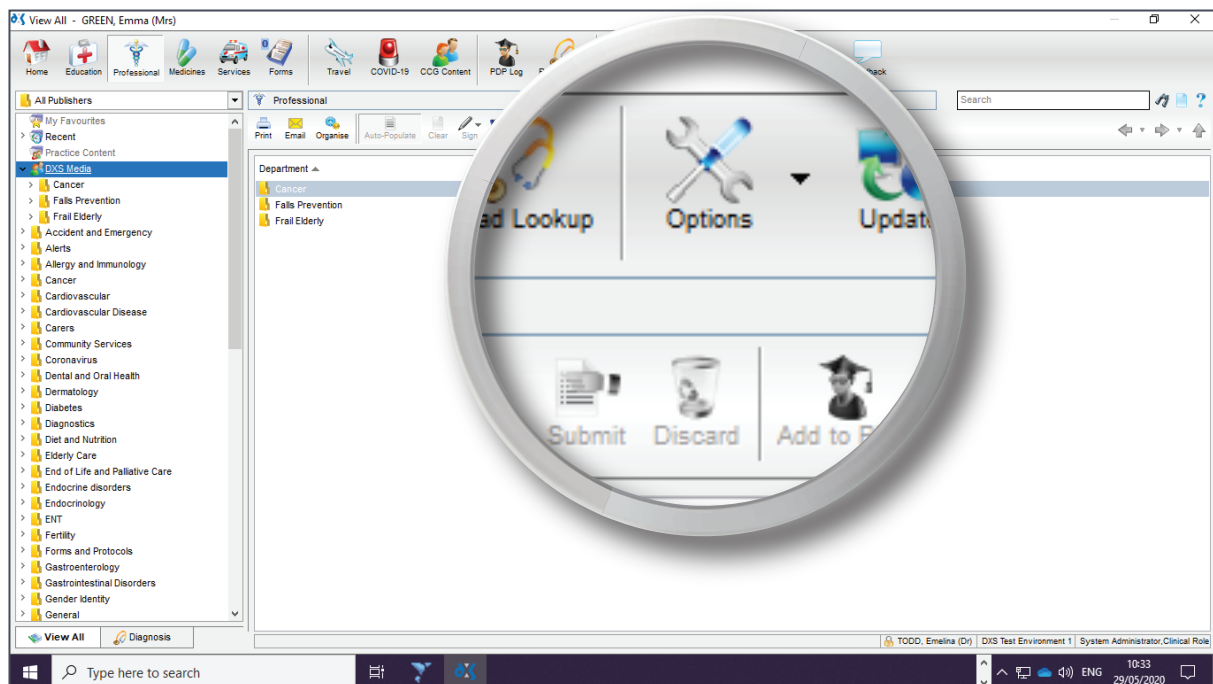 View All - GREEN, Emma (Mrs)
Home Education Professional Medicines Services Forms Travel COVID-19 CCG Content PDP Log
All Publishers
Professional
Search
My Favourites
Recent
Practice Content
DXS Media
Cancer
Falls Prevention
Frail Elderly
Accident and Emergency
Alerts
Allergy and Immunology
Cancer
Cardiovascular
Cardiovascular Disease
Carers
Community Services
Coronavirus
Dental and Oral Health
Dermatology
Diabetes
Diagnostics
Diet and Nutrition
Elderly Care
End of Life and Palliative Care
Endocrine disorders
Endocrinology
ENT
Fertility
Forms and Protocols
Gastroenterology
Gastrointestinal Disorders
Gender Identity
General
View All Diagnosis
Print Email Organise Auto-Populate Clear Sign
Department
Cancer
Falls Prevention
Frail Elderly
ad Lookup Options Updat
Submit Discard Add to
TODD, Emelina (Dr) DXS Test Environment 1 System Administrator,Clinical Role
Type here to search
ENG
10:33
29/05/2020